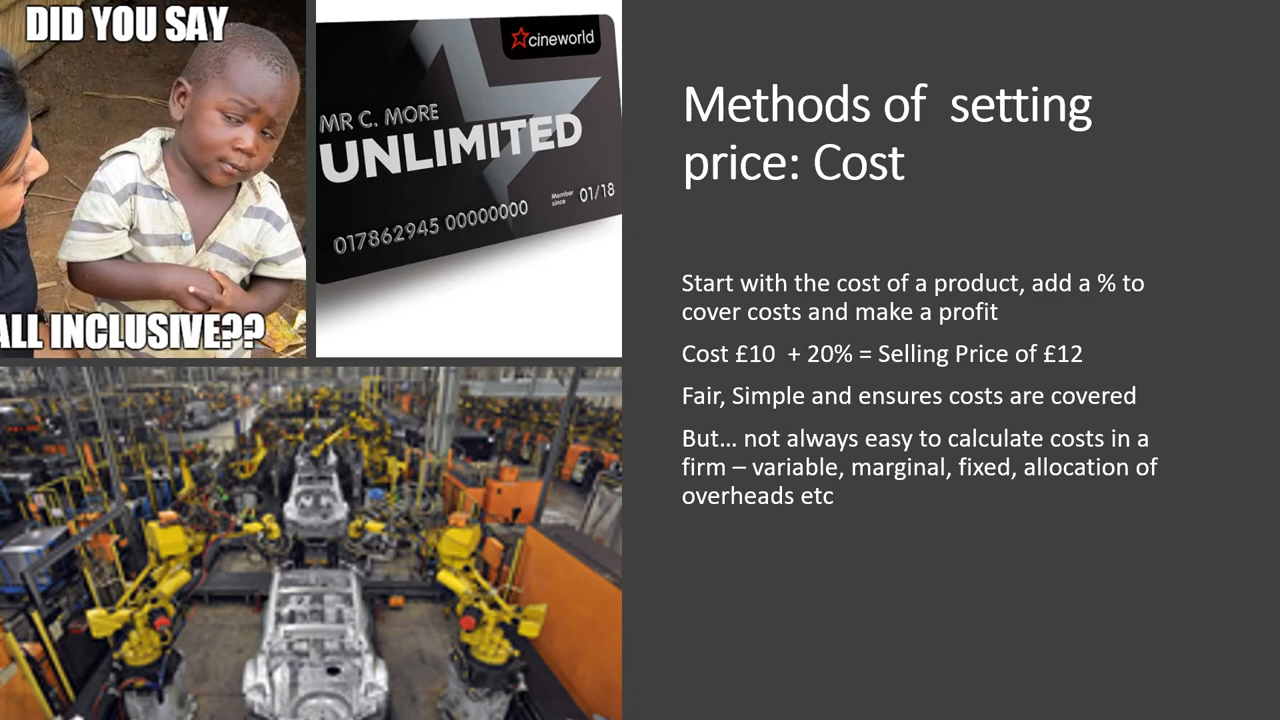 DID YOU SAY
ALL INCLUSIVE??
cineworld
MR C. MORE
UNLIMITED
Member
since
01/18
017862945 00000000
Methods of  setting
price: Cost
Start with the cost of a product, add a % to
cover costs and make a profit
Cost £10  + 20% = Selling Price of £12
Fair, Simple and ensures costs are covered
But… not always easy to calculate costs in a
firm – variable, marginal, fixed, allocation of
overheads etc